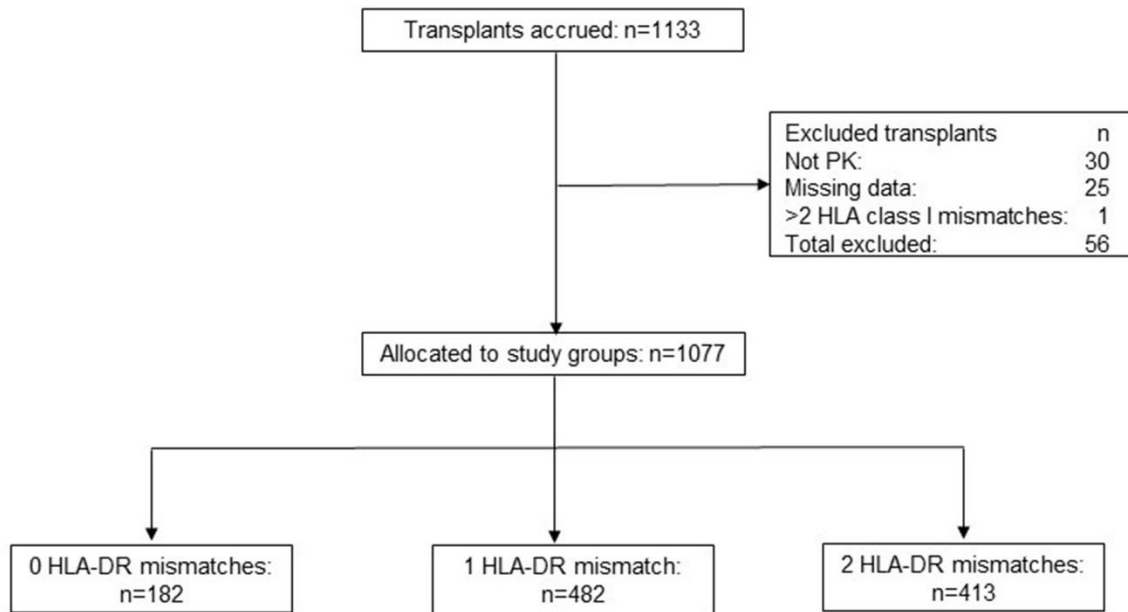 Transplants accrued: n=1133
Excluded transplants n
Not PK: 30
Missing data: 25
>2 HLA class I mismatches: 1
Total excluded: 56
Allocated to study groups: n=1077
0 HLA-DR mismatches:
n=182
1 HLA-DR mismatch:
n=482
2 HLA-DR mismatches:
n=413